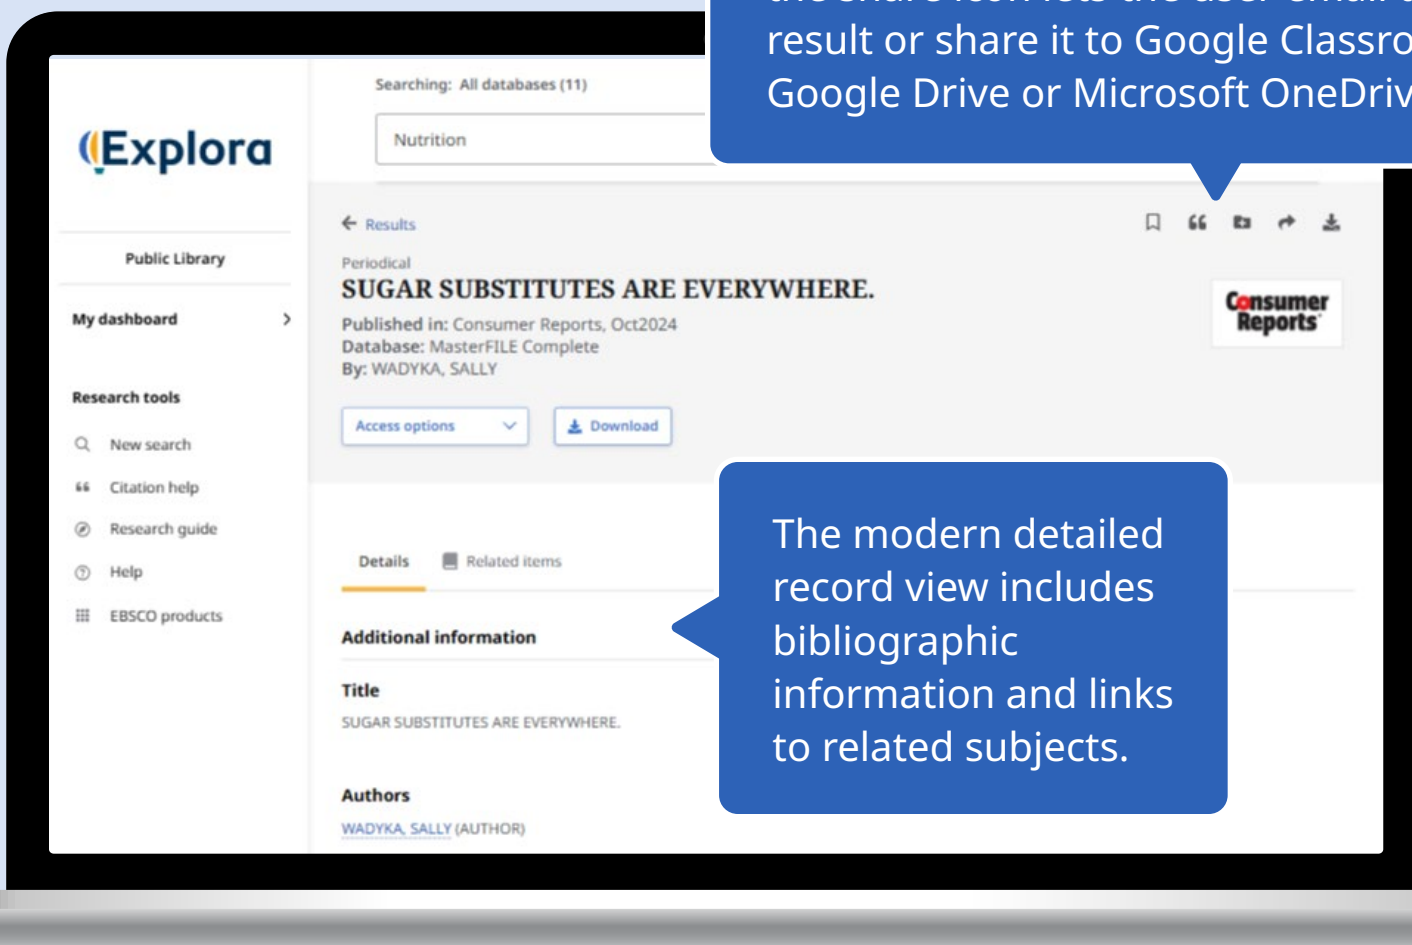 result or share it to Google
Google Drive or Microsoft
Searching: All databases (11)
Explora
Nutrition
Results
Public Library
Periodical
SUGAR SUBSTITUTES ARE EVERYWHERE.
Consumer Reports
My dashboard
Published in: Consumer Reports, Oct2024
Database: MasterFILE Complete
By: WADYKA, SALLY
Research tools
Access options
Download
New search
Citation help
Research guide
Help
EBSCO products
Details
Related items
The modern detailed
record view includes
bibliographic
information and links
to related subjects.
Additional information
Title
SUGAR SUBSTITUTES ARE EVERYWHERE.
Authors
WADYKA, SALLY (AUTHOR)